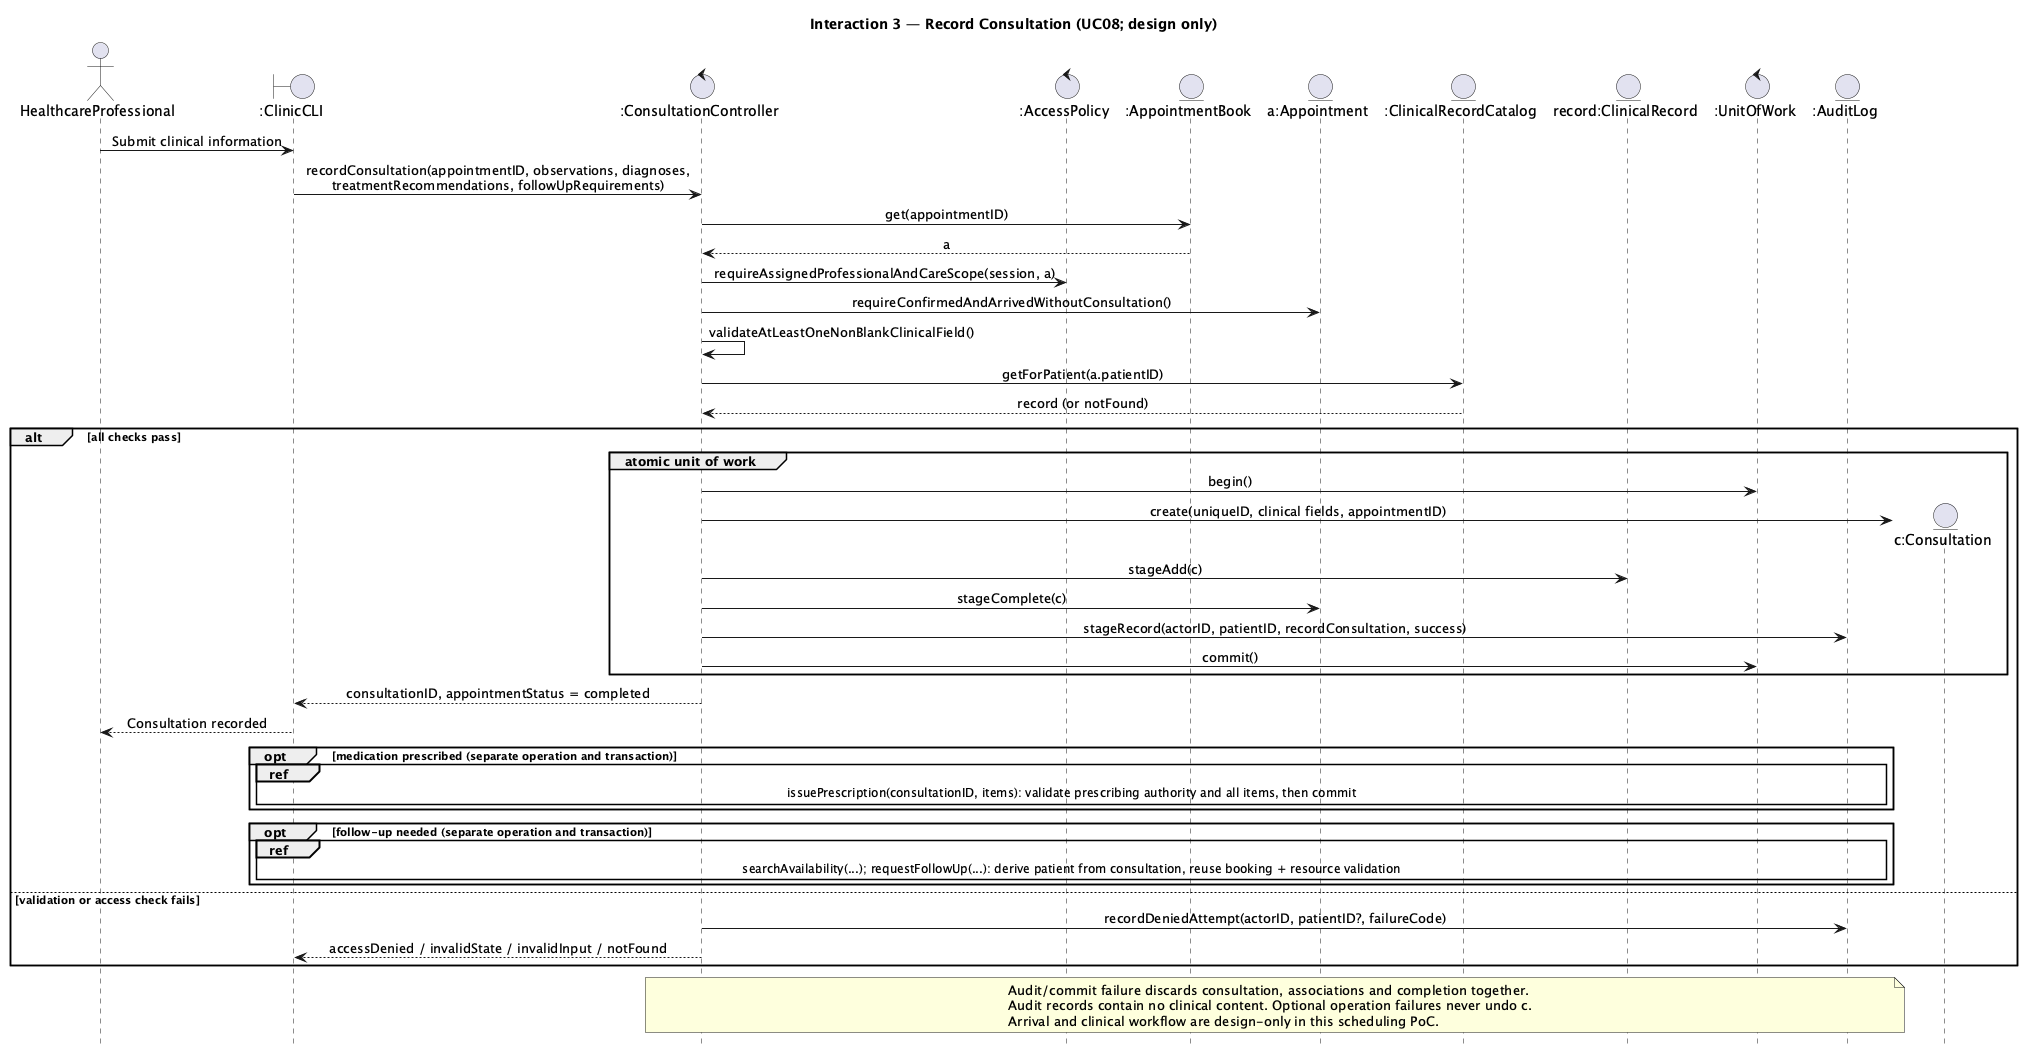 Interaction 3 — Record Consultation (UC08; design only)
HealthcareProfessional
:ClinicCLI
:ConsultationController
:AccessPolicy
:AppointmentBook
a:Appointment
:ClinicalRecordCatalog
record:ClinicalRecord
:UnitOfWork
:AuditLog
Submit clinical information
recordConsultation(appointmentID, observations, diagnoses,
treatmentRecommendations, followUpRequirements)
get(appointmentID)
a
requireAssignedProfessionalAndCareScope(session, a)
requireConfirmedAndArrivedWithoutConsultation()
validateAtLeastOneNonBlankClinicalField()
getForPatient(a.patientID)
record (or notFound)
alt [all checks pass]
atomic unit of work
begin()
create(uniqueID, clinical fields, appointmentID)
c:Consultation
stageAdd(c)
stageComplete(c)
stageRecord(actorID, patientID, recordConsultation, success)
commit()
consultationID, appointmentStatus = completed
Consultation recorded
opt [medication prescribed (separate operation and transaction)]
ref
issuePrescription(consultationID, items): validate prescribing authority and all items, then commit
opt [follow-up needed (separate operation and transaction)]
ref
searchAvailability(...); requestFollowUp(...): derive patient from consultation, reuse booking + resource validation
[validation or access check fails]
recordDeniedAttempt(actorID, patientID?, failureCode)
accessDenied / invalidState / invalidInput / notFound
Audit/commit failure discards consultation, associations and completion together.
Audit records contain no clinical content. Optional operation failures never undo c.
Arrival and clinical workflow are design-only in this scheduling PoC.